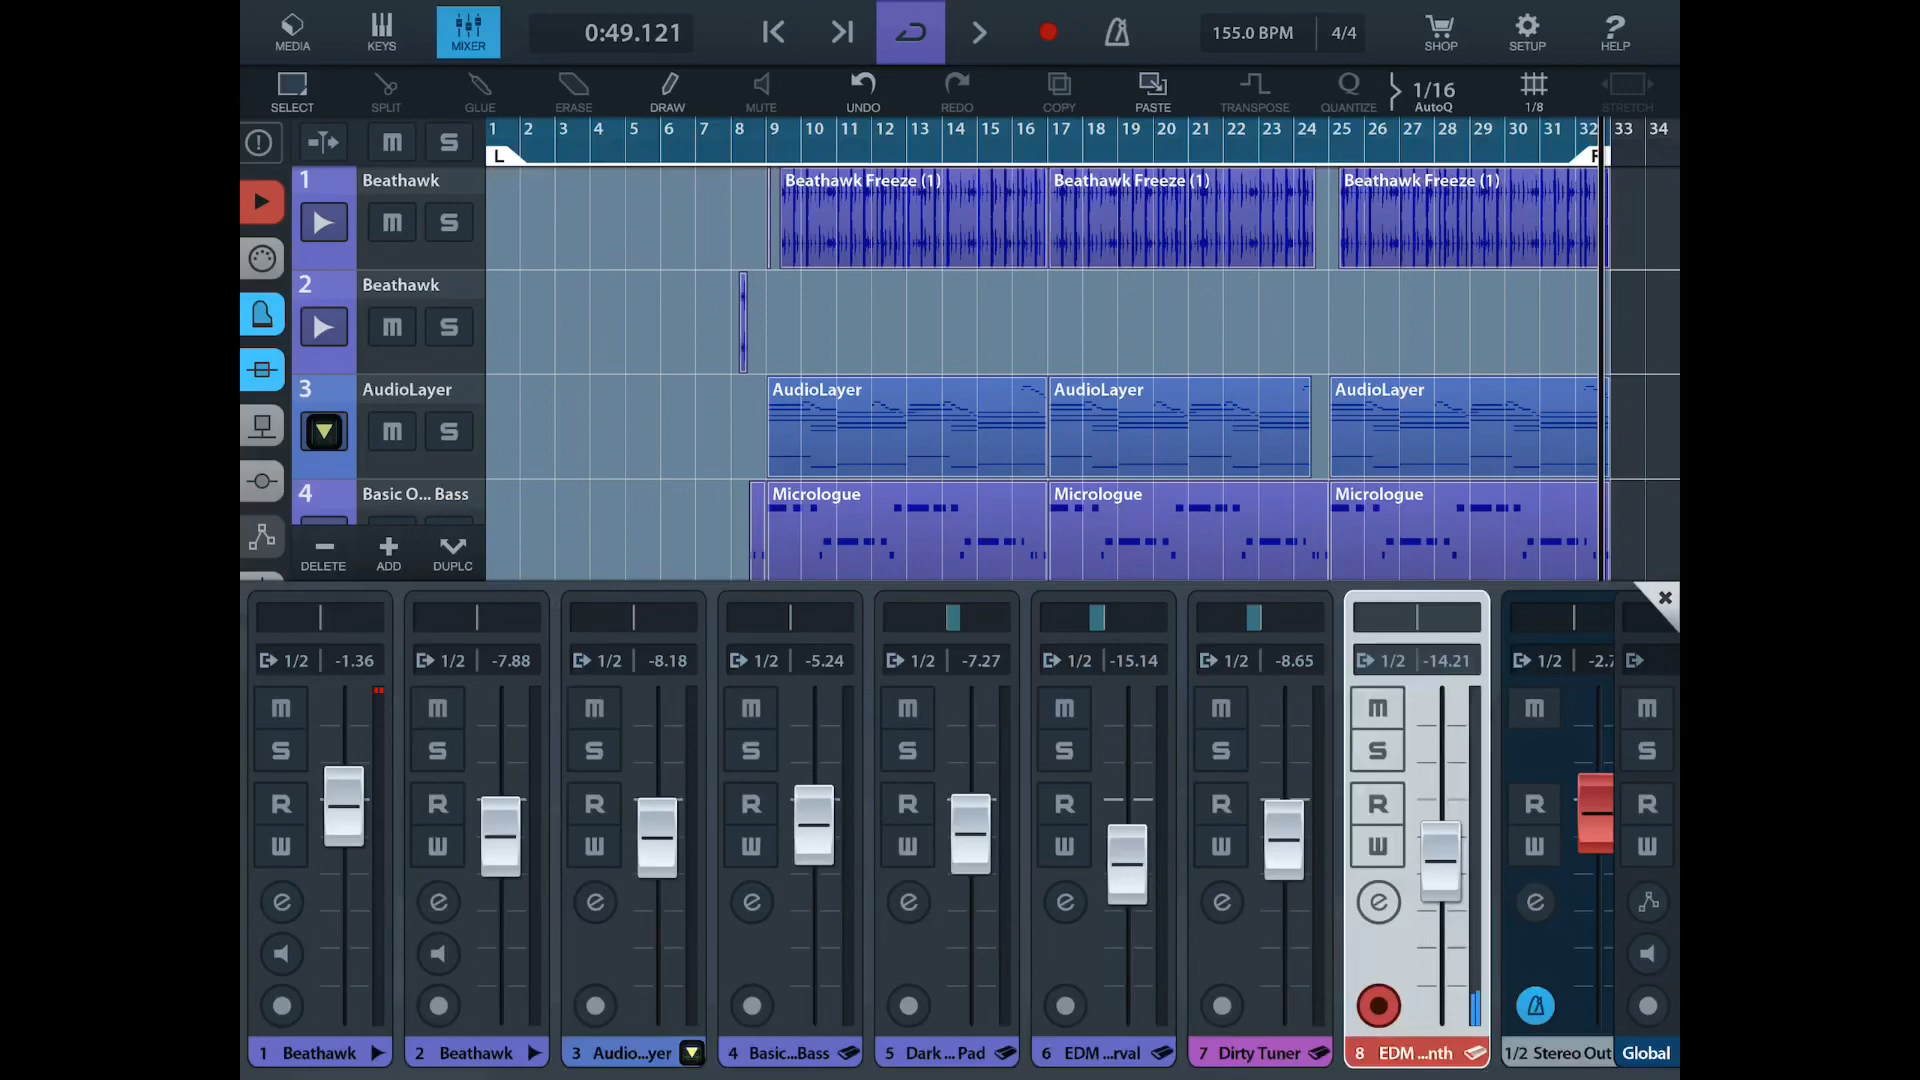 MEDIA KEYS MIXER 0:49.121 155.0 BPM 4/4 SHOP SETUP HELP
SELECT SPLIT GLUE ERASE DRAW MUTE UNDO REDO COPY PASTE TRANSPOSE QUANTIZE 1/16 AutoQ 1/8 STRETCH
m S 1 2 3 4 5 6 7 8 9 10 11 12 13 14 15 16 17 18 19 20 21 22 23 24 25 26 27 28 29 30 31 32 33 34
L
1 Beathawk Beathawk Freeze (1) Beathawk Freeze (1) Beathawk Freeze (1)
m S
2 Beathawk
m S
3 AudioLayer AudioLayer AudioLayer AudioLayer
m S
4 Basic O... Bass Micrologue Micrologue Micrologue
DELETE ADD DUPLC
1/2 -1.36 1/2 -7.88 1/2 -8.18 1/2 -5.24 1/2 -7.27 1/2 -15.14 1/2 -8.65 1/2 -14.21 1/2
m m m m m m m m m m
S S S S S S S S S
R R R R R R R R R R
W W W W W W W W W W
e e e e e e e e e
1 Beathawk 2 Beathawk 3 Audio...yer 4 Basic...Bass 5 Dark ... Pad 6 EDM ...rval 7 Dirty Tuner 8 EDM ...nth 1/2 Stereo Out Global